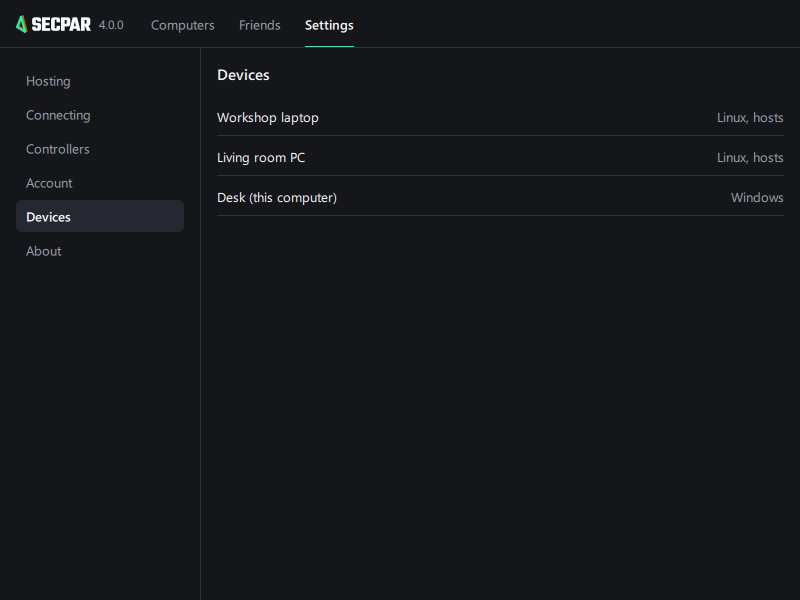 SECPAR 4.0.0 Computers Friends Settings
Hosting
Connecting
Controllers
Account
Devices
About
Devices
Workshop laptop Linux, hosts
Living room PC Linux, hosts
Desk (this computer) Windows